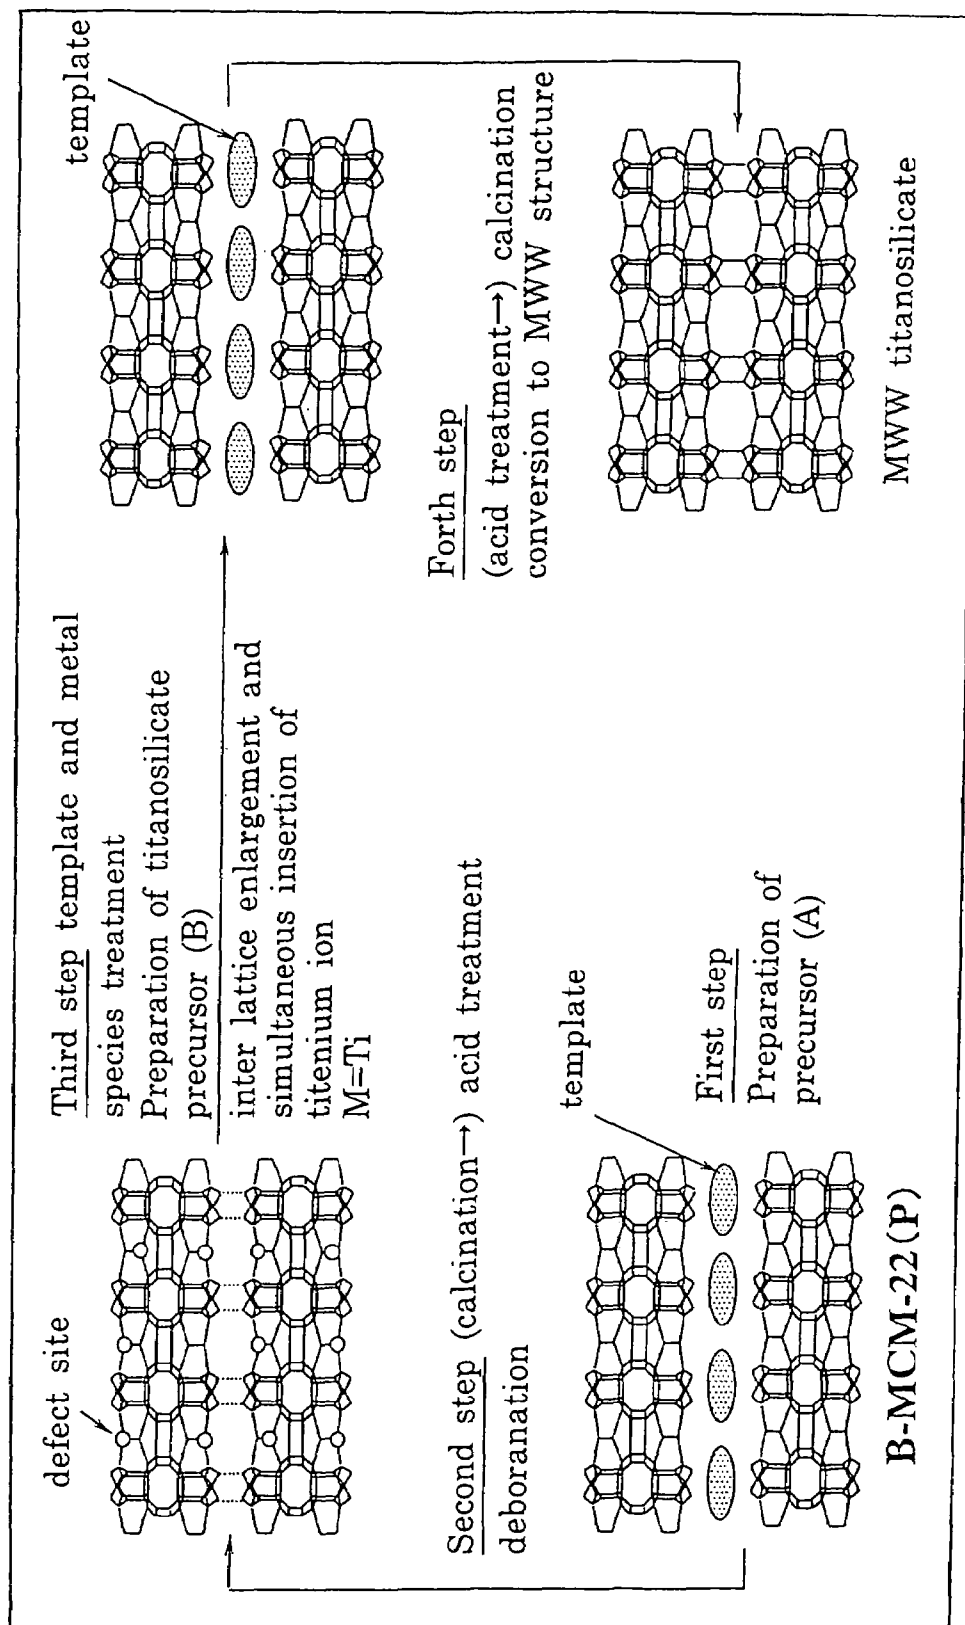 defect site
Third step template and metal
species treatment
Preparation of titanosilicate
precursor (B)
inter lattice enlargement and
simultaneous insertion of
titenium ion
M=Ti
template
Second step (calcination→) acid treatment
deboranation
Forth step
(acid treatment→) calcination
conversion to MWW structure
template
First step
Preparation of
precursor (A)
B-MCM-22(P)
MWW titanosilicate